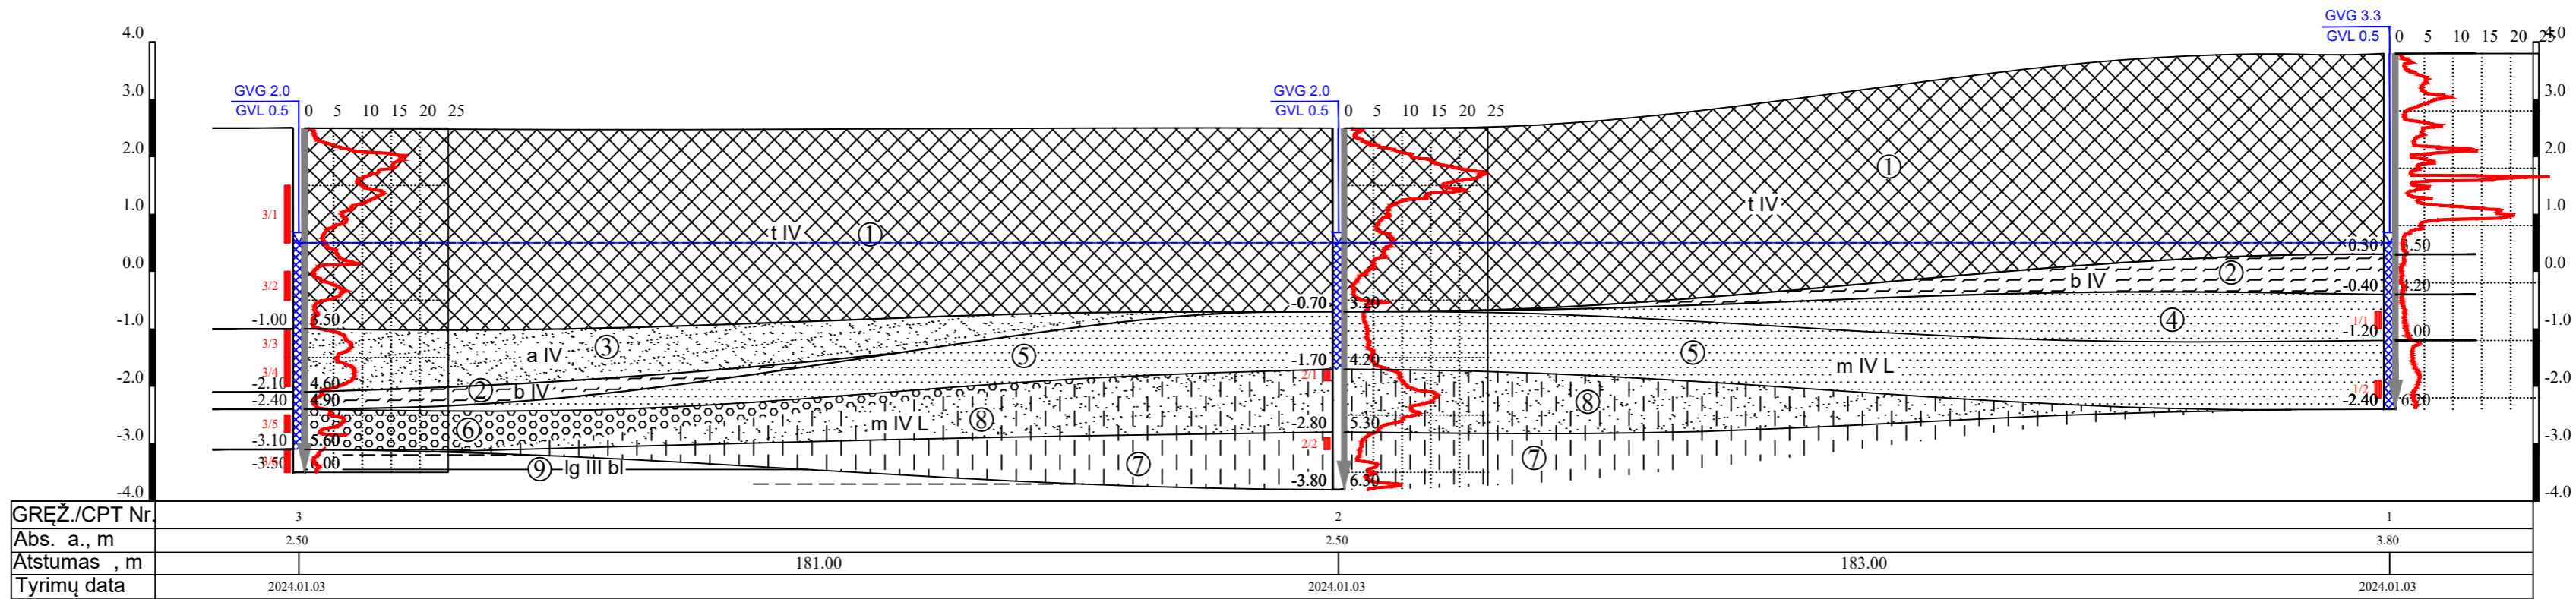 GVG 3.3
GVL 0.5
0 5 10 15 20 25
4.0
4.0
GVG 2.0
GVL 0.5
0 5 10 15 20 25
GVG 2.0
GVL 0.5
0 5 10 15 20 25
3.0
3.0
2.0
2.0
1
t IV
1.0
1.0
3/1
t IV
1
0.30 3.50
0.0
0.0
3/2
2
b IV
-0.40 4.20
-0.70 3.20
-1.0
-1.0
-1.00 3.50
4
1/1
-1.20
3/3
3
a IV
5
5
m IV L
-1.70 4.20
3/4
2/1
-2.0
-2.0
-2.10 4.60
2
b IV
1/2
-2.40 4.90
-2.40
8
8
3/5
6
m IV L
-2.80 5.30
-3.0
-3.0
-3.10 5.60
2/2
7
7
-3.50 6.00
9
lg III bl
-3.80 6.30
-4.0
-4.0
GRĘŽ./CPT Nr. 3 2 1
Abs. a., m 2.50 2.50 3.80
Atstumas , m 181.00 183.00
Tyrimų data 2024.01.03 2024.01.03 2024.01.03